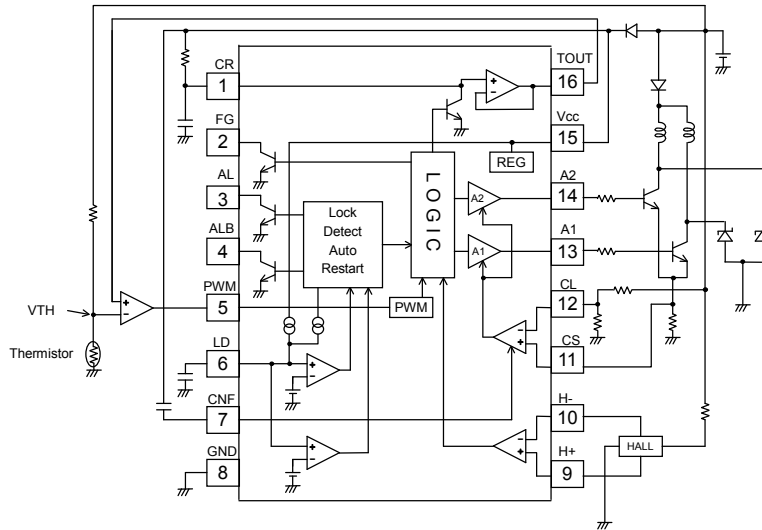 CR
1
TOUT
16
FG
2
Vcc
15
REG
AL
3
A2
14
LOGIC
Lock
Detect
Auto
Restart
A2
ALB
4
A1
13
A1
PWM
5
CL
12
PWM
VTH
Thermistor
LD
6
CS
11
CNF
7
H-
10
GND
8
H+
9
HALL